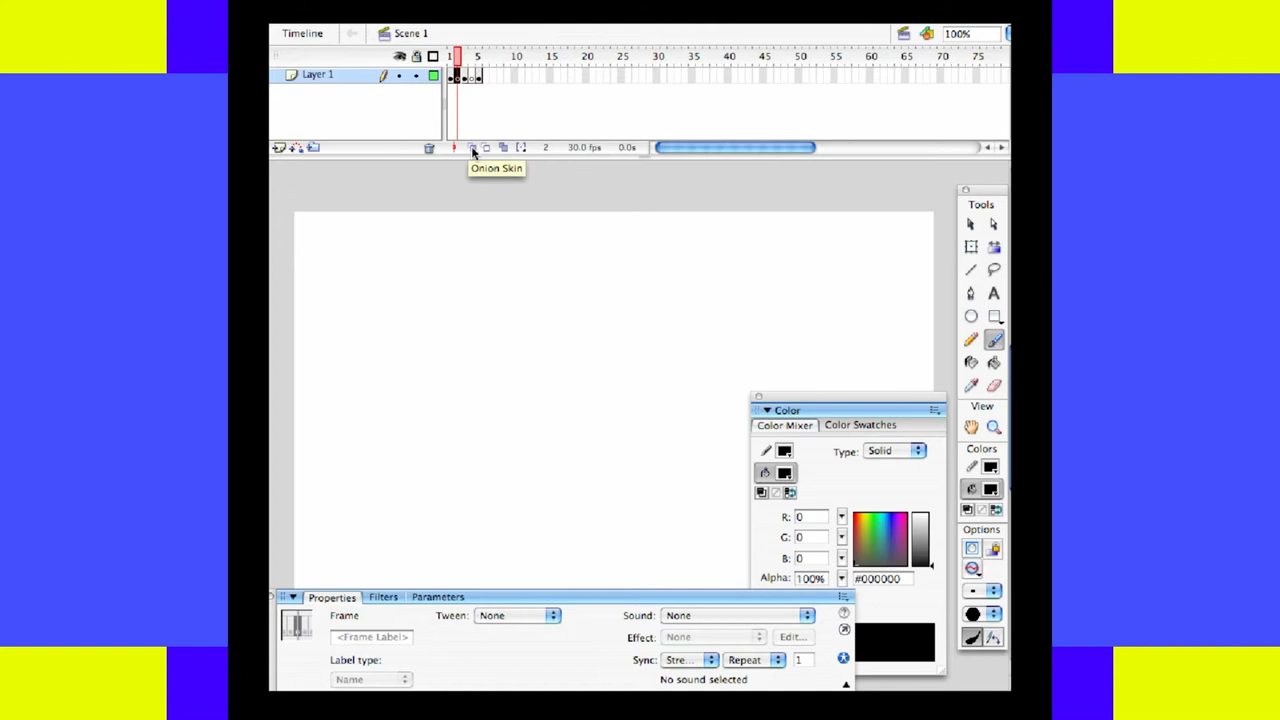 Timeline
Scene 1
100%
1 5 10 15 20 25 30 35 40 45 50 55 60 65 70 75
Layer 1
2 30.0 fps 0.0s
Onion Skin
Tools
View
Colors
Options
Color
Color Mixer Color Swatches
Type: Solid
R: 0
G: 0
B: 0
Alpha: 100% #000000
Properties Filters Parameters
Frame Tween: None Sound: None
<Frame Label> Effect: None Edit...
Label type: Sync: Stre... Repeat 1
Name No sound selected